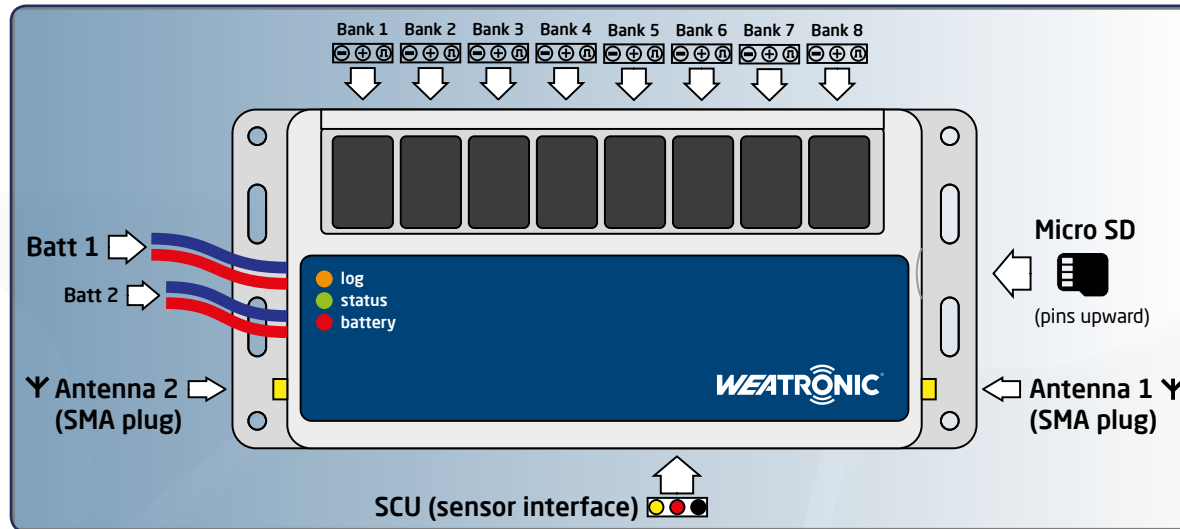 Bank 1 Bank 2 Bank 3 Bank 4 Bank 5 Bank 6 Bank 7 Bank 8
Batt 1
Batt 2
log
status
battery
Micro SD
(pins upward)
WEATRONIC
Antenna 2
(SMA plug)
Antenna 1
(SMA plug)
SCU (sensor interface)